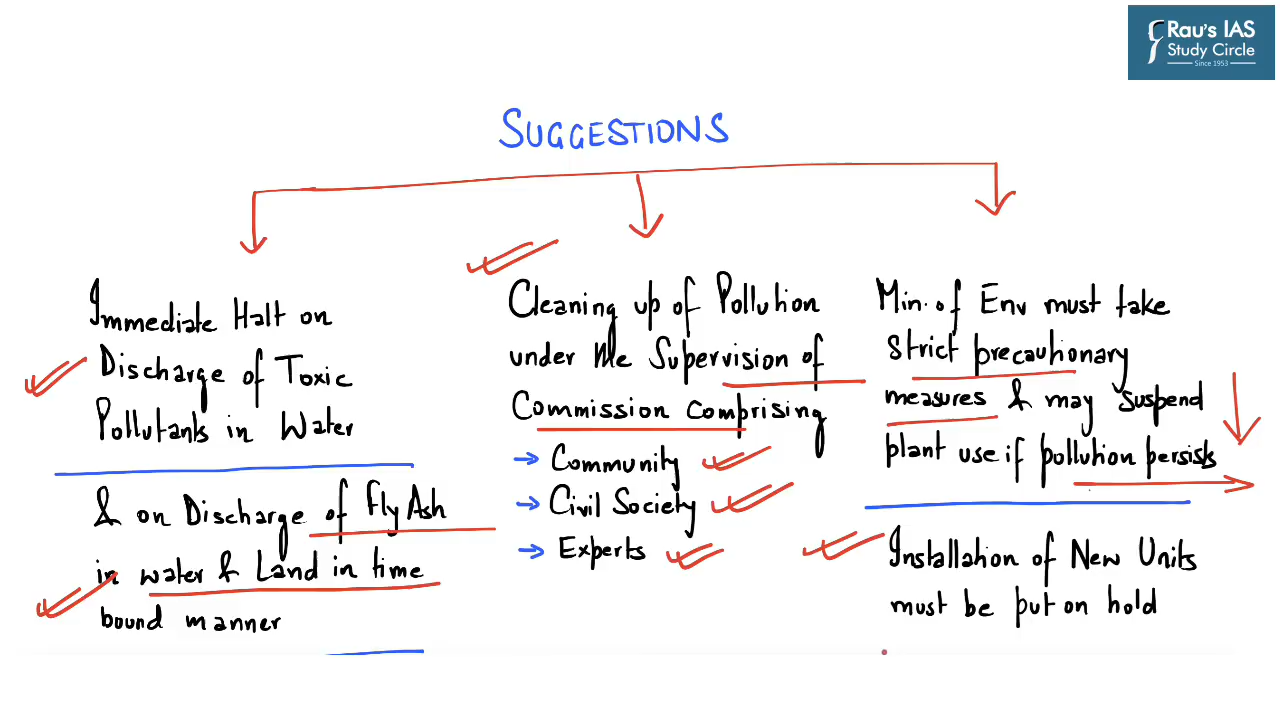 Rau's IAS
Study Circle
Since 1953
SUGGESTIONS
Immediate Halt on
Discharge of Toxic
Pollutants in Water
& on Discharge of Fly Ash
in water & Land in time
bound manner
Cleaning up of Pollution
under the Supervision of
Commission comprising
→ Community
→ Civil Society
→ Experts
Min. of Env must take
strict precautionary
measures & may suspend
plant use if pollution persists
Installation of New Units
must be put on hold